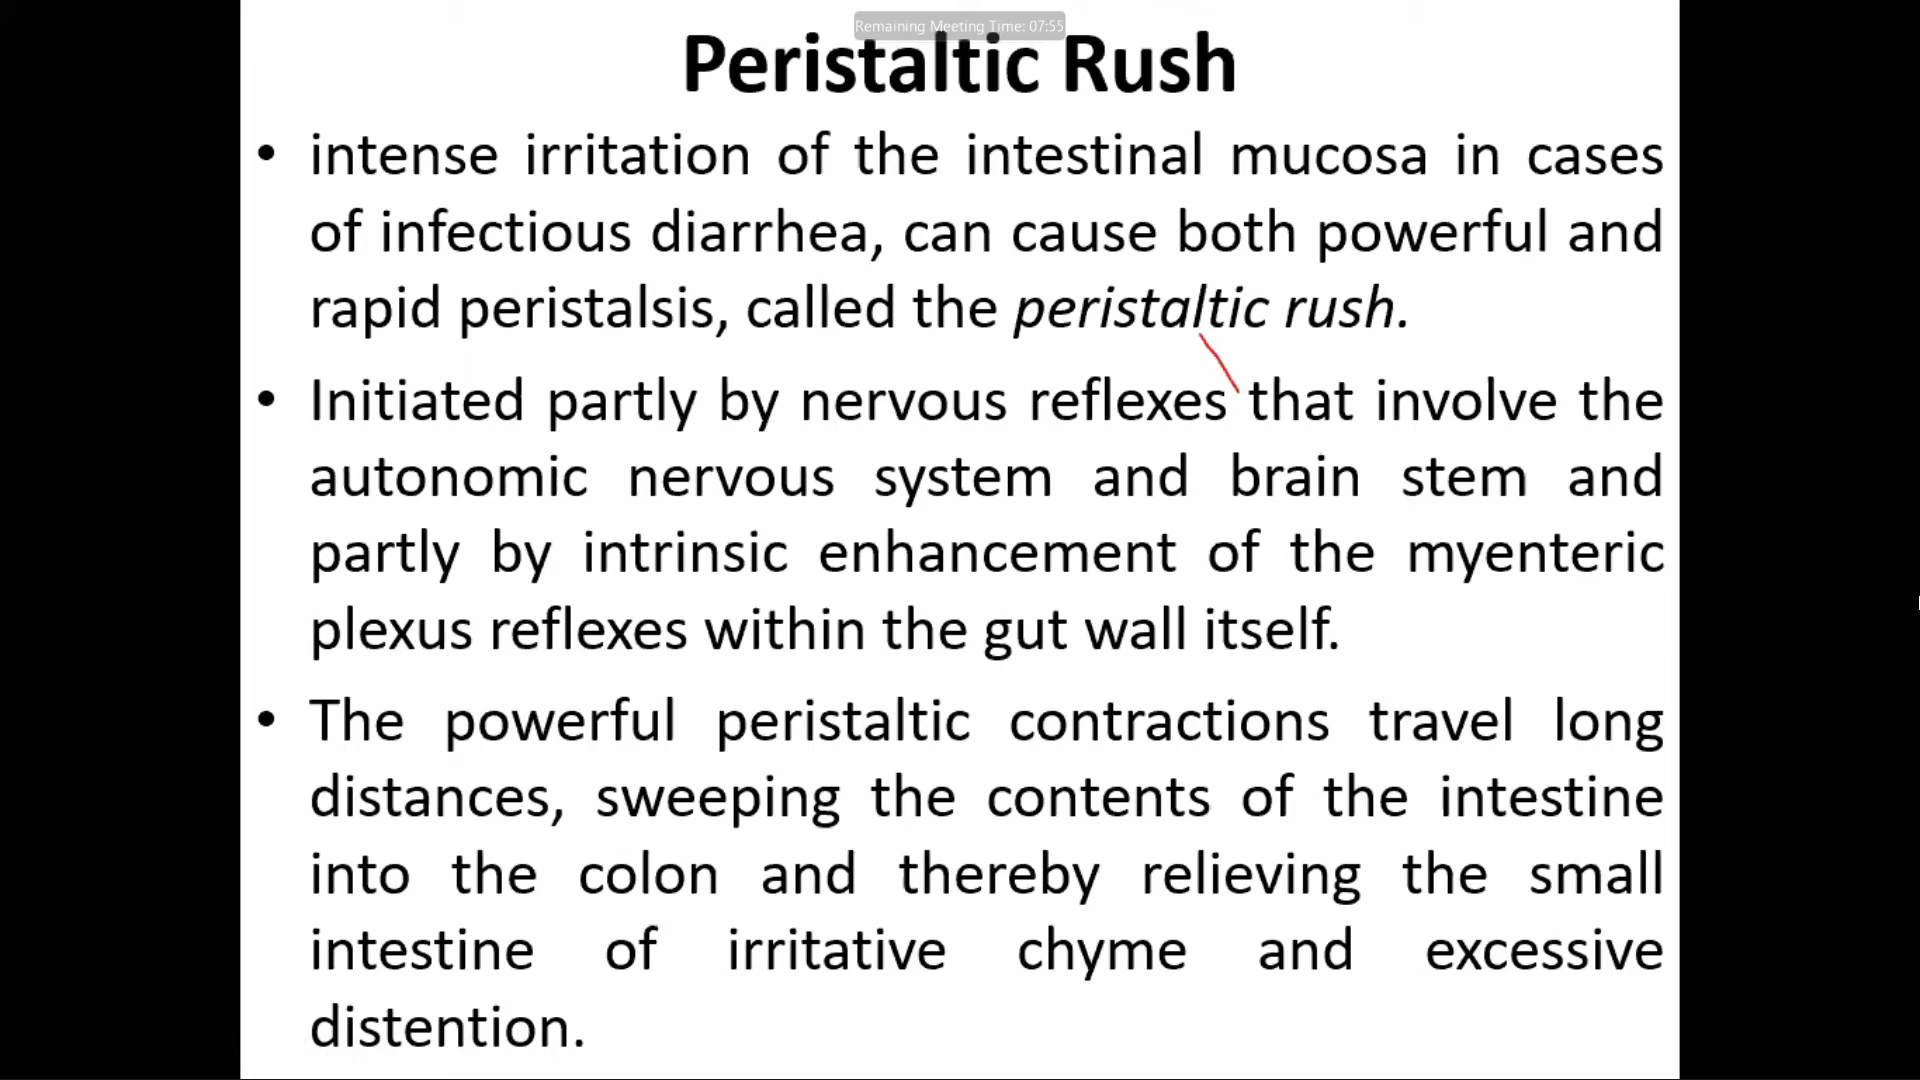 Remaining Meeting Time: 07:55
Peristaltic Rush
• intense irritation of the intestinal mucosa in cases
of infectious diarrhea, can cause both powerful and
rapid peristalsis, called the peristaltic rush.
• Initiated partly by nervous reflexes that involve the
autonomic nervous system and brain stem and
partly by intrinsic enhancement of the myenteric
plexus reflexes within the gut wall itself.
• The powerful peristaltic contractions travel long
distances, sweeping the contents of the intestine
into the colon and thereby relieving the small
intestine of irritative chyme and excessive
distention.